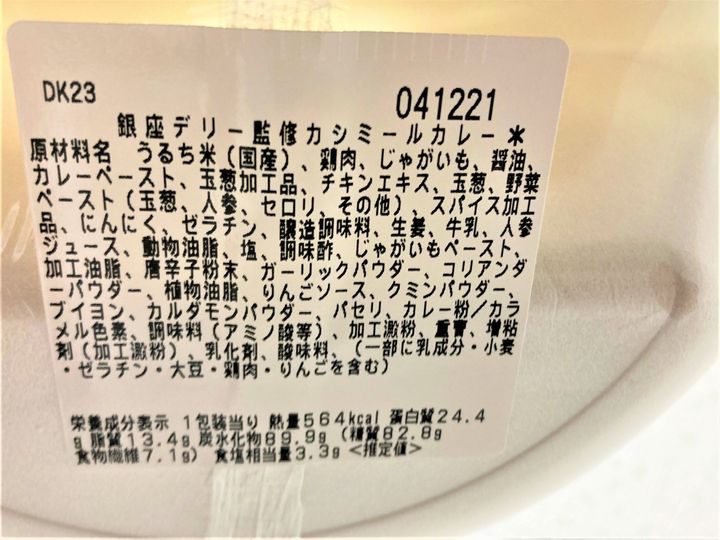 DK23
041221
銀座デリー監修カシミールカレー＊
原材料名 うるち米(国産)、鶏肉、じゃがいも、醤油、
カレーペースト、玉葱加工品、チキンエキス、玉葱、野菜
ペースト(玉葱、人参、セロリ、その他)、スパイス加工
品、にんにく、ゼラチン、醸造調味料、生姜、牛乳、人参
ジュース、動物油脂、塩、調味酢、じゃがいもペースト、
加工油脂、唐辛子粉末、ガーリックパウダー、コリアンダ
ーパウダー、植物油脂、りんごソース、クミンパウダー、
ブイヨン、カルダモンパウダー、パセリ、カレー粉/カラ
メル色素、調味料(アミノ酸等)、加工澱粉、重曹、増粘
剤(加工澱粉)、乳化剤、酸味料、(一部に乳成分・小麦
・ゼラチン・大豆・鶏肉・りんごを含む)
栄養成分表示 1包装当り 熱量564kcal 蛋白質24.4
g 脂質13.4g 炭水化物89.9g (糖質82.8g
食物繊維7.1g) 食塩相当量3.3g <推定値>